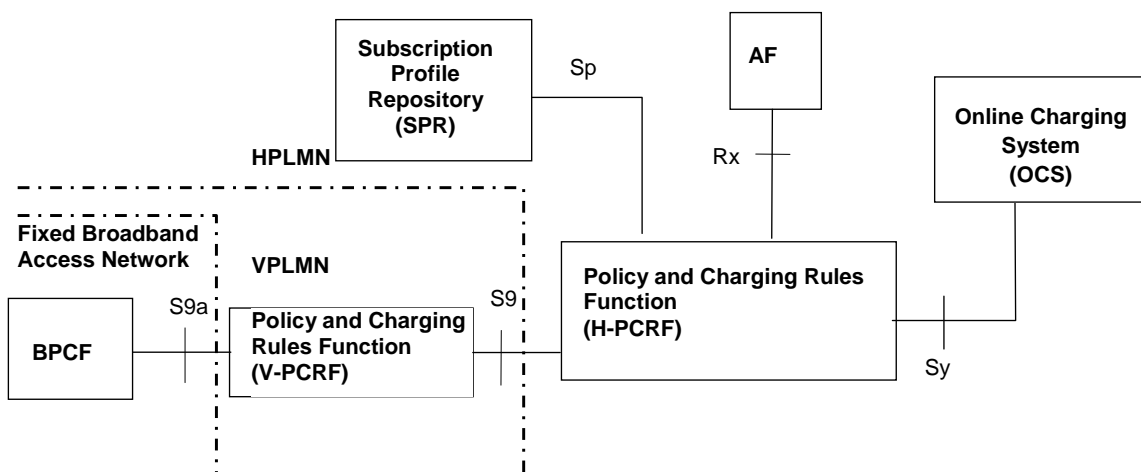 Subscription
Profile
Repository
(SPR)
Sp
AF
Online Charging
System
(OCS)
Rx
HPLMN
Fixed Broadband
Access Network
VPLMN
S9a
S9
BPCF
Policy and Charging
Rules Function
(V-PCRF)
Policy and Charging Rules
Function
(H-PCRF)
Sy